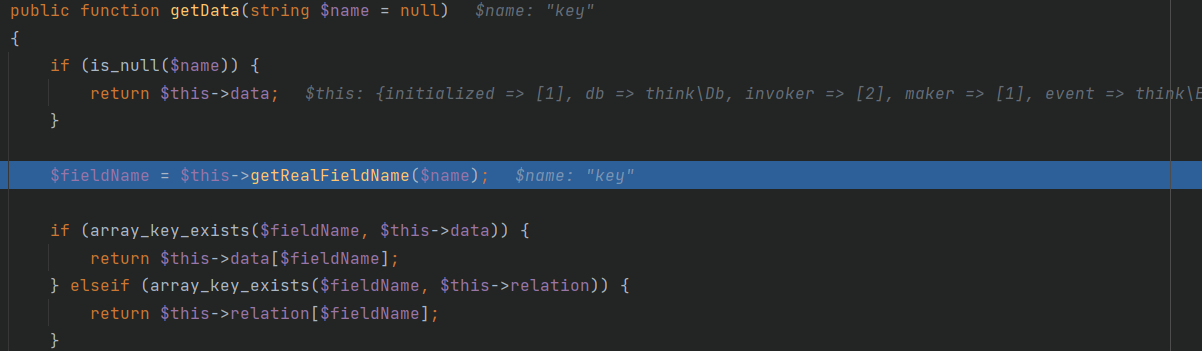 public function getData(string $name = null)   $name: "key"
{
    if (is_null($name)) {
        return $this->data;   $this: {initialized => [1], db => think\Db, invoker => [2], maker => [1], event => think\E
    }
    $fieldName = $this->getRealFieldName($name);   $name: "key"
    if (array_key_exists($fieldName, $this->data)) {
        return $this->data[$fieldName];
    } elseif (array_key_exists($fieldName, $this->relation)) {
        return $this->relation[$fieldName];
    }